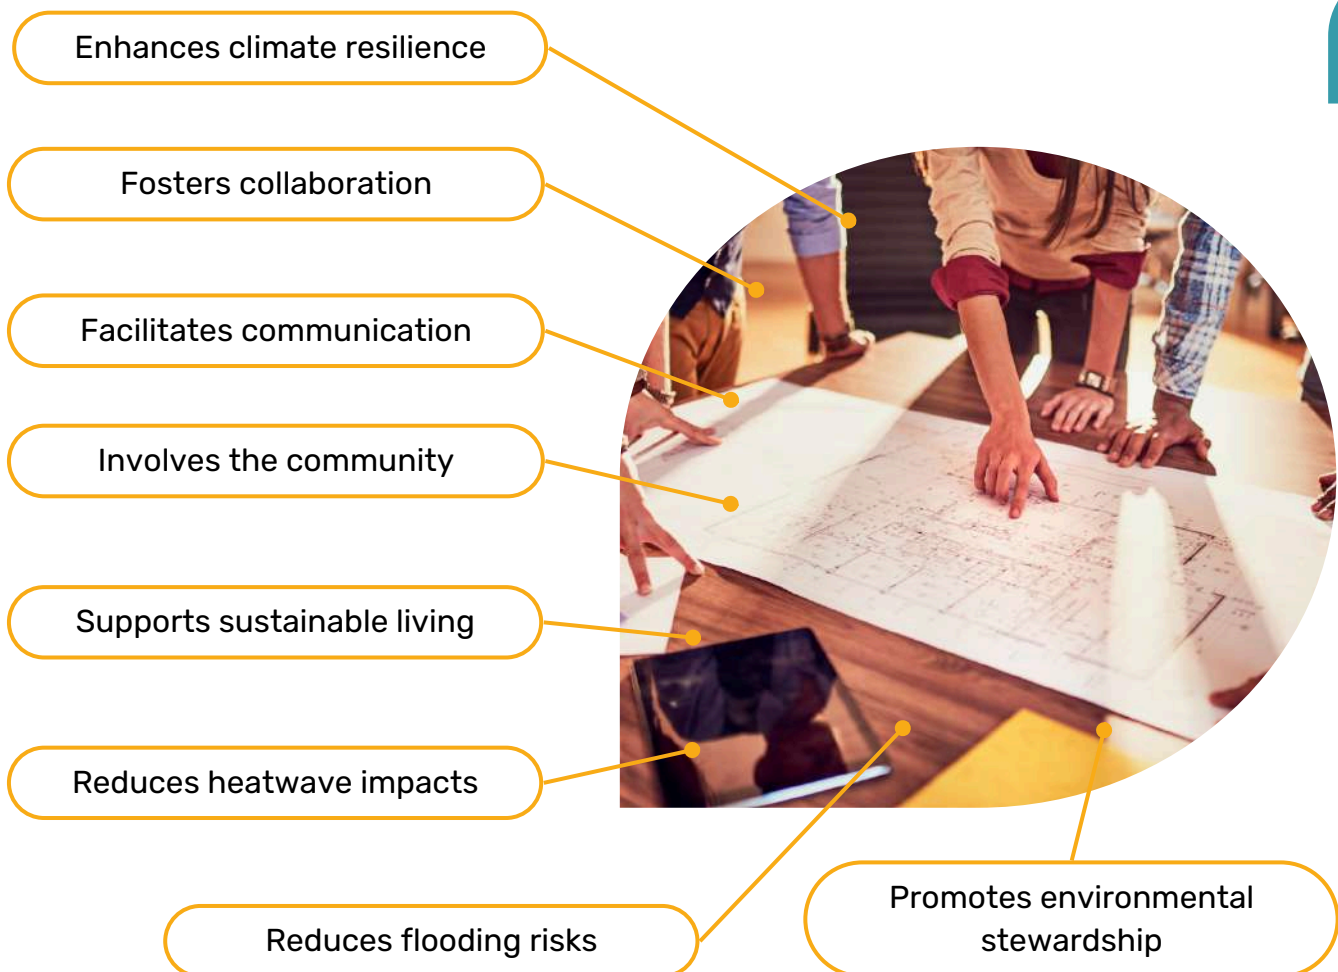 Enhances climate resilience
Fosters collaboration
Facilitates communication
Involves the community
Supports sustainable living
Reduces heatwave impacts
Reduces flooding risks
Promotes environmental
stewardship